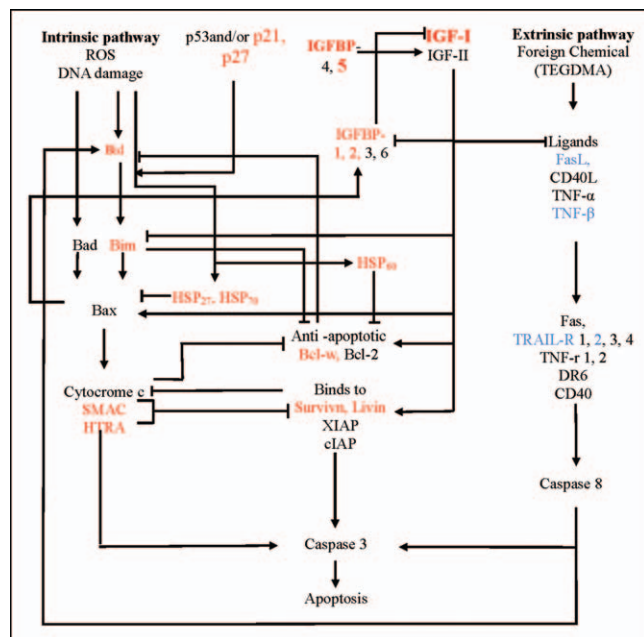 Intrinsic pathway
ROS
DNA damage
p53and/or p21,
p27
IGFBP-
4, 5
IGF-I
IGF-II
Extrinsic pathway
Foreign Chemical
(TEGDMA)
Bid
IGFBP-
1, 2, 3, 6
Ligands
FasL,
CD40L
TNF-α
TNF-β
Bad
Bim
HSP60
HSP27, HSP70
Bax
Anti -apoptotic
Bcl-w, Bcl-2
Fas,
TRAIL-R 1, 2, 3, 4
TNF-r 1, 2
DR6
CD40
Cytocrome c
SMAC
HTRA
Binds to
Survivn, Livin
XIAP
cIAP
Caspase 8
Caspase 3
Apoptosis